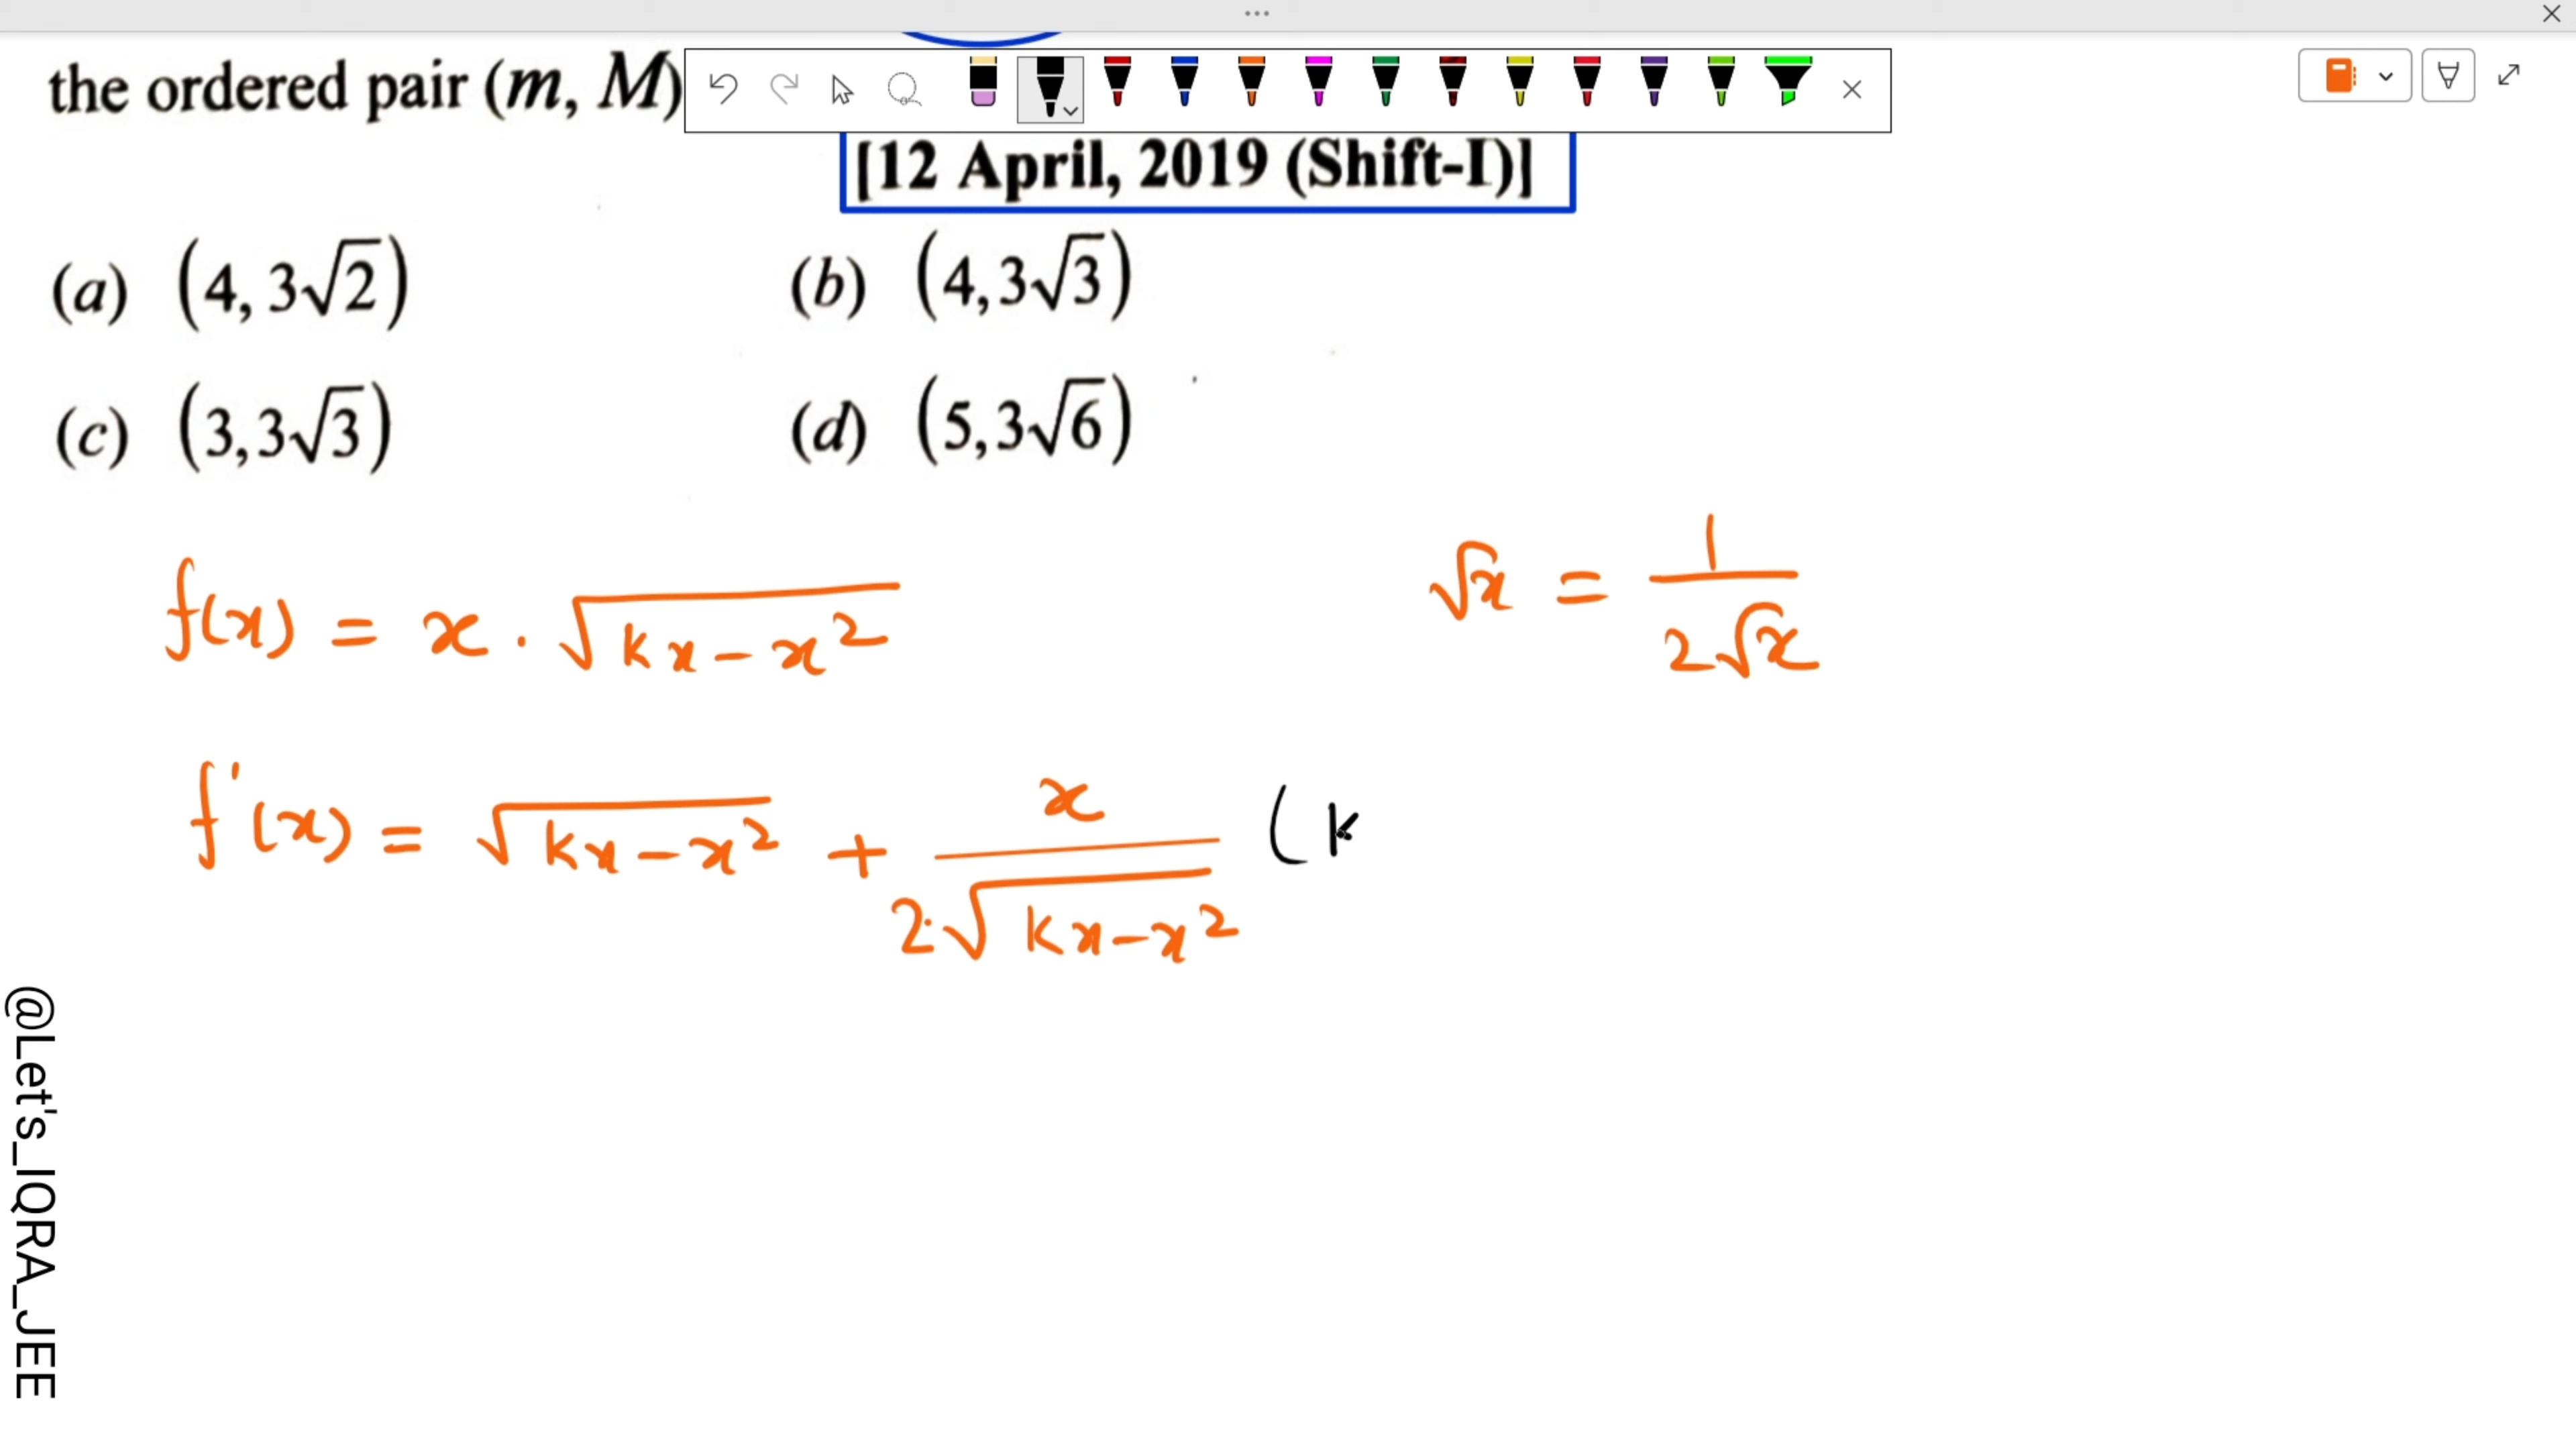 the ordered pair (m, M)
[12 April, 2019 (Shift-I)]
(a) (4, 3√2) (b) (4, 3√3)
(c) (3, 3√3) (d) (5, 3√6)
f(x) = x · √(kx − x²) √x = 1/(2√x)
f'(x) = √(kx − x²) + x/(2·√(kx − x²)) (k
@Let's_IQRA_JEE